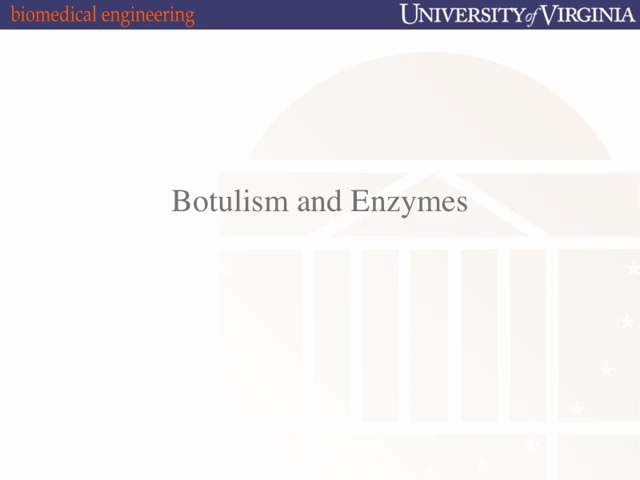 biomedical engineering
UNIVERSITY of VIRGINIA
Botulism and Enzymes